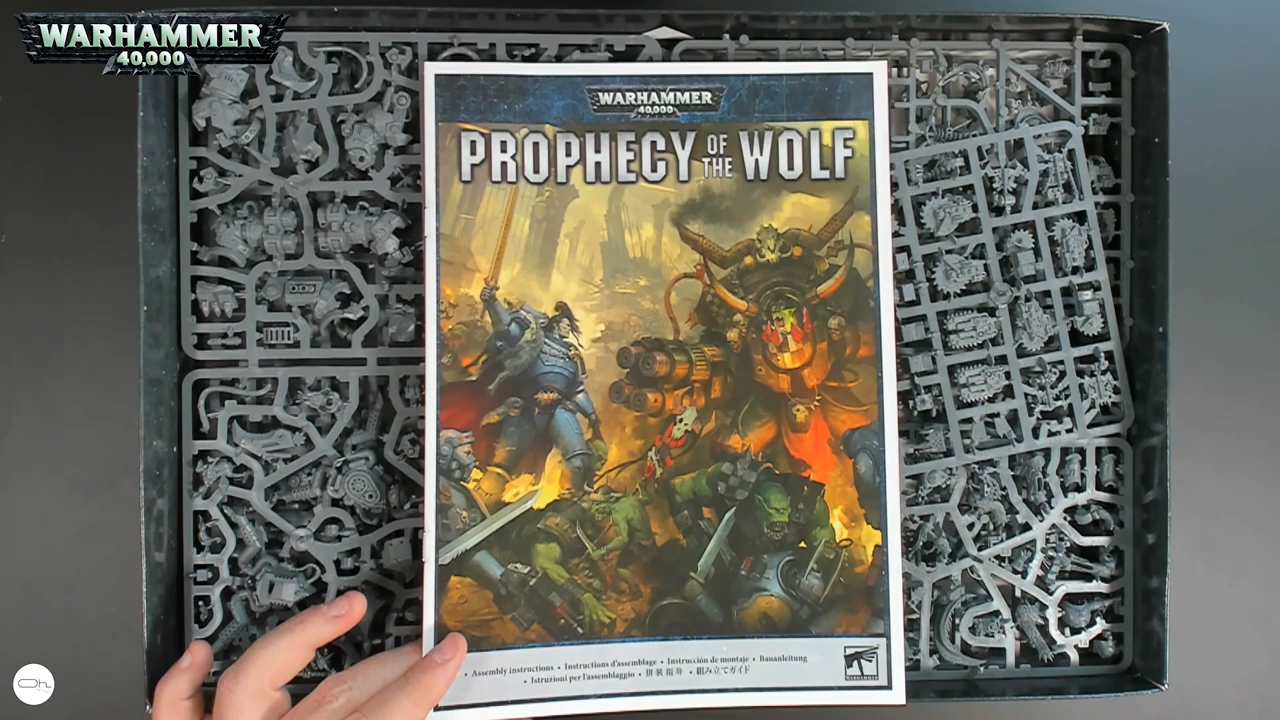 WARHAMMER
40,000
WARHAMMER
40,000
PROPHECY OF THE WOLF
Assembly instructions • Instructions d'assemblage • Instrucción de montaje • Bauanleitung
• Istruzioni per l'assemblaggio • 拼装指导 • 組み立てガイド
WARHAMMER